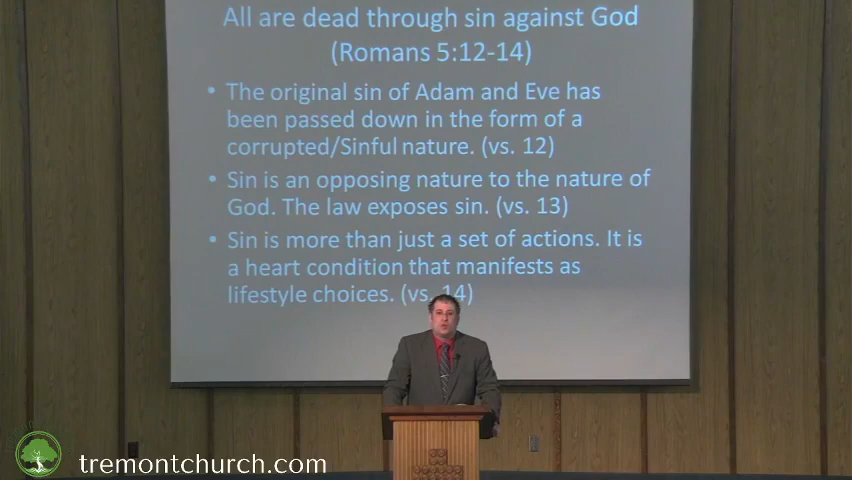 All are dead through sin against God
(Romans 5:12-14)
• The original sin of Adam and Eve has
been passed down in the form of a
corrupted/Sinful nature. (vs. 12)
• Sin is an opposing nature to the nature of
God. The law exposes sin. (vs. 13)
• Sin is more than just a set of actions. It is
a heart condition that manifests as
lifestyle choices. (vs. 14)
tremontchurch.com